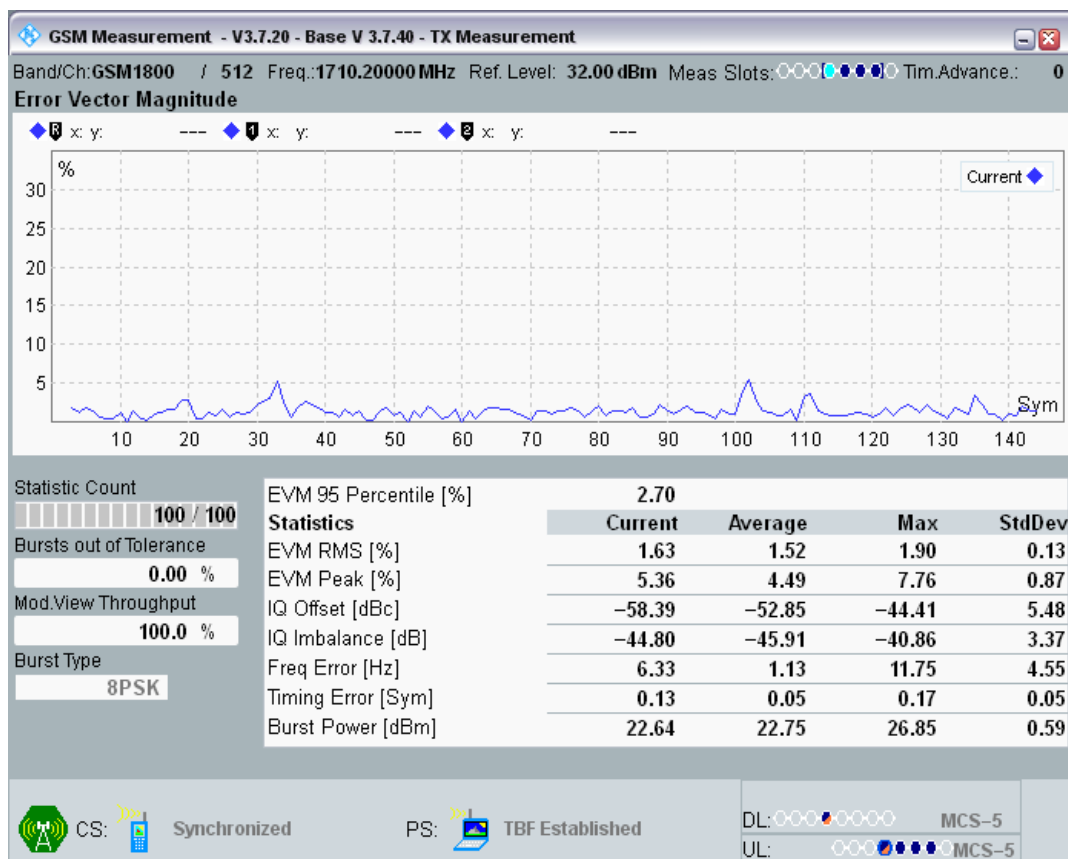 GSM Measurement - V3.7.20 - Base V 3.7.40 - TX Measurement
Band/Ch:GSM1800 / 512 Freq.:1710.20000 MHz Ref. Level: 32.00 dBm Meas Slots: Tim.Advance.: 0
Error Vector Magnitude
R x: y: --- 1 x: y: --- 2 x: y: ---
%
Current
30
25
20
15
10
5
Sym
10 20 30 40 50 60 70 80 90 100 110 120 130 140
Statistic Count
100 / 100
Bursts out of Tolerance
0.00 %
Mod.View Throughput
100.0 %
Burst Type
8PSK
EVM 95 Percentile [%] 2.70
Statistics Current Average Max StdDev
EVM RMS [%] 1.63 1.52 1.90 0.13
EVM Peak [%] 5.36 4.49 7.76 0.87
IQ Offset [dBc] −58.39 −52.85 −44.41 5.48
IQ Imbalance [dB] −44.80 −45.91 −40.86 3.37
Freq Error [Hz] 6.33 1.13 11.75 4.55
Timing Error [Sym] 0.13 0.05 0.17 0.05
Burst Power [dBm] 22.64 22.75 26.85 0.59
CS: Synchronized PS: TBF Established
DL: MCS−5
UL: MCS−5